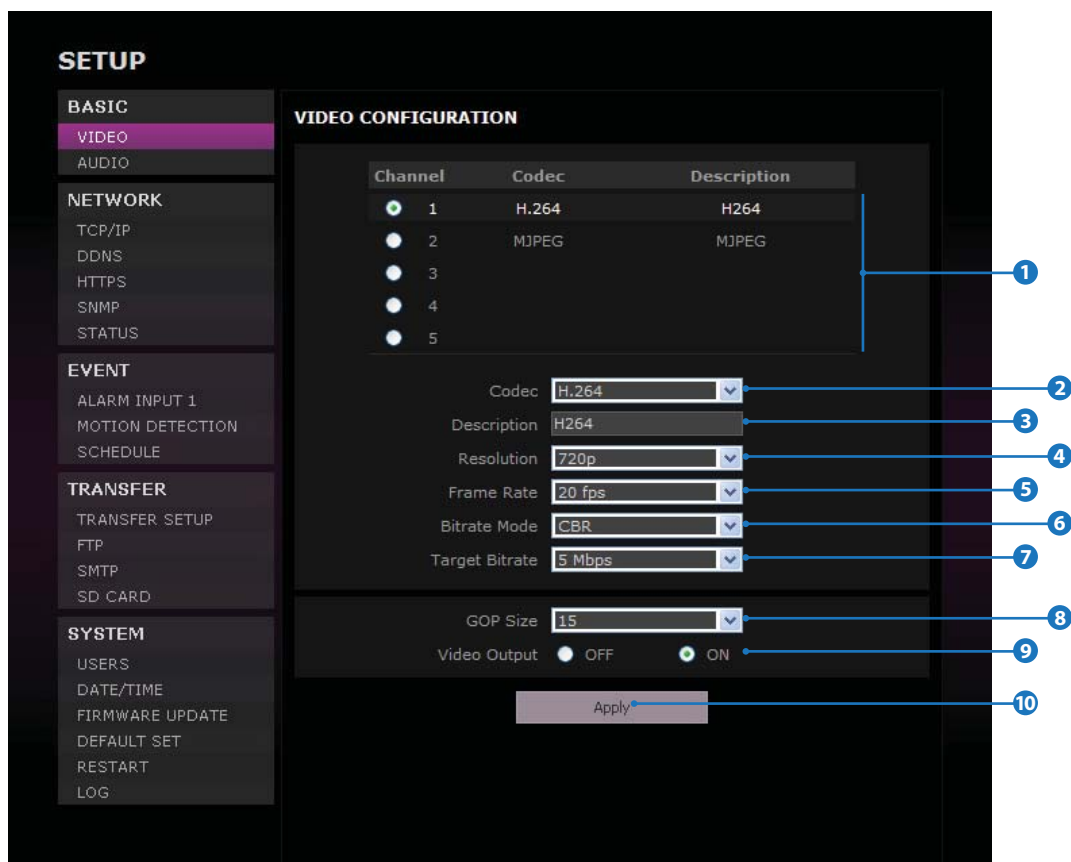 SETUP
BASIC
VIDEO
AUDIO
NETWORK
TCP/IP
DDNS
HTTPS
SNMP
STATUS
EVENT
ALARM INPUT 1
MOTION DETECTION
SCHEDULE
TRANSFER
TRANSFER SETUP
FTP
SMTP
SD CARD
SYSTEM
USERS
DATE/TIME
FIRMWARE UPDATE
DEFAULT SET
RESTART
LOG
VIDEO CONFIGURATION
Channel Codec Description
1 H.264 H264
2 MJPEG MJPEG
3
4
5
1
Codec H.264 2
Description H264 3
Resolution 720p 4
Frame Rate 20 fps 5
Bitrate Mode CBR 6
Target Bitrate 5 Mbps 7
GOP Size 15 8
Video Output OFF ON 9
Apply 10